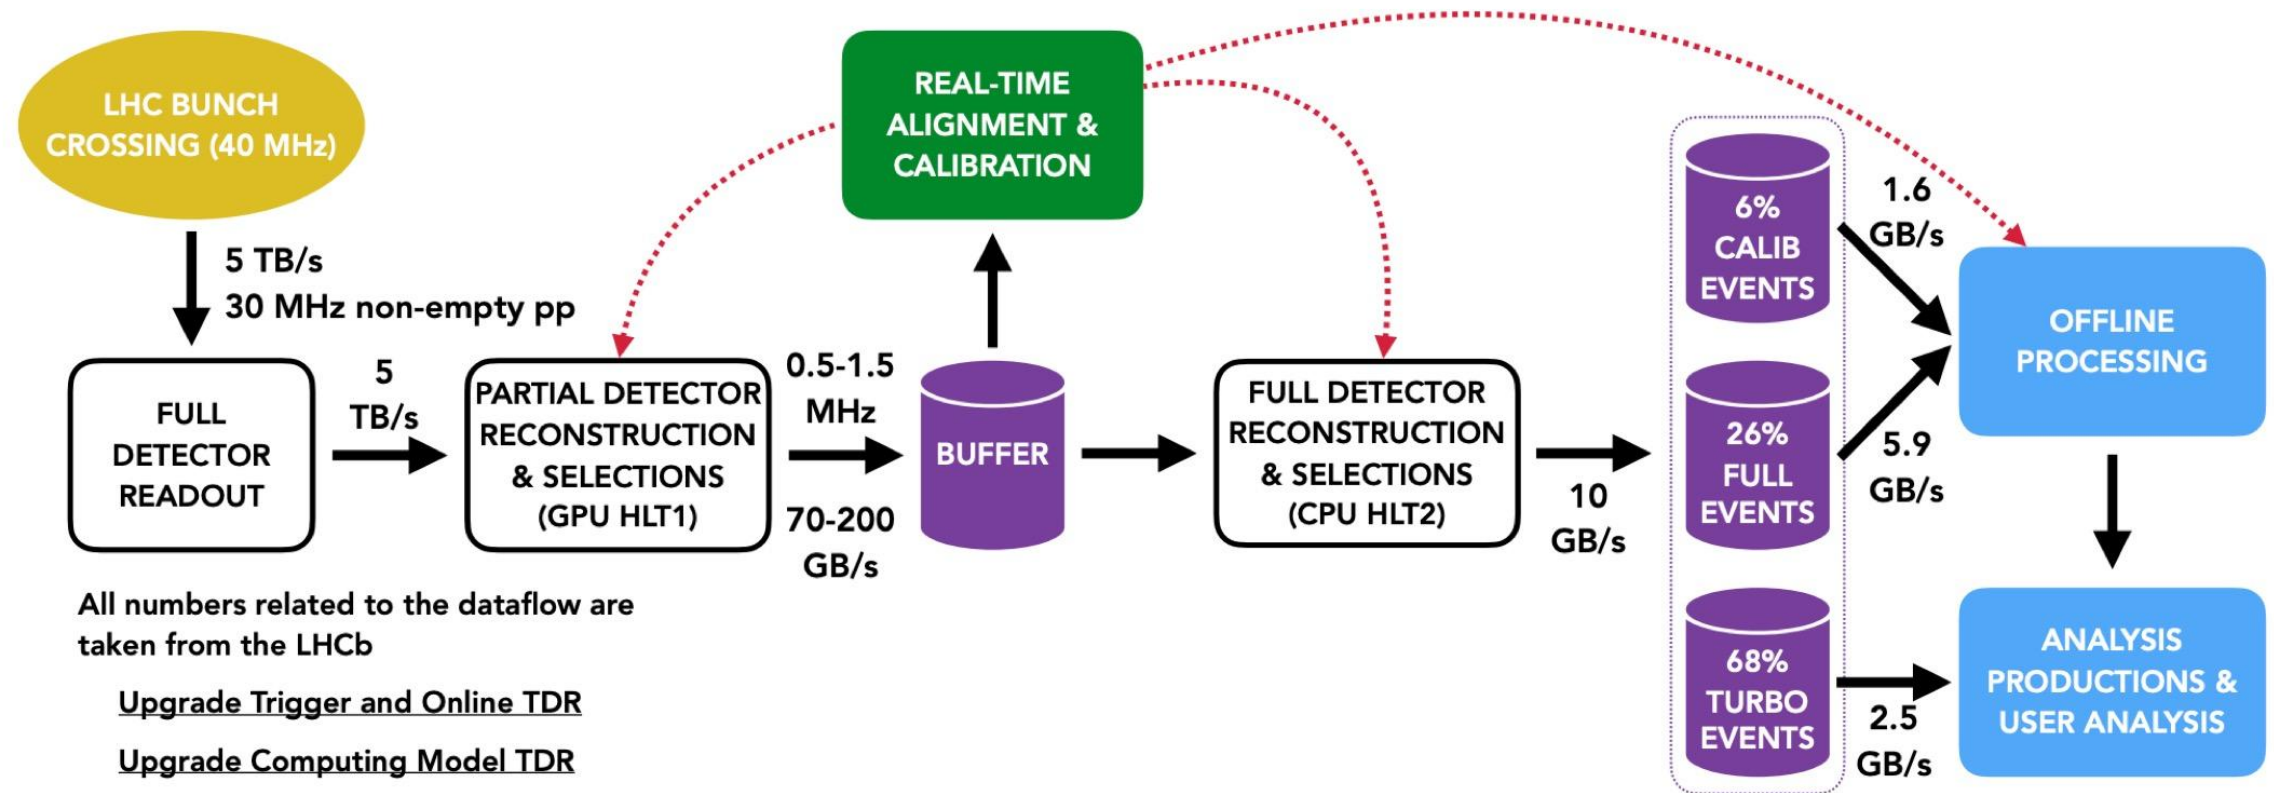 LHC BUNCH
CROSSING (40 MHz)
5 TB/s
30 MHz non-empty pp
FULL
DETECTOR
READOUT
5
TB/s
PARTIAL DETECTOR
RECONSTRUCTION
& SELECTIONS
(GPU HLT1)
0.5-1.5
MHz
70-200
GB/s
BUFFER
REAL-TIME
ALIGNMENT &
CALIBRATION
FULL DETECTOR
RECONSTRUCTION
& SELECTIONS
(CPU HLT2)
10
GB/s
6%
CALIB
EVENTS
26%
FULL
EVENTS
68%
TURBO
EVENTS
1.6
GB/s
5.9
GB/s
2.5
GB/s
OFFLINE
PROCESSING
ANALYSIS
PRODUCTIONS &
USER ANALYSIS
All numbers related to the dataflow are
taken from the LHCb
Upgrade Trigger and Online TDR
Upgrade Computing Model TDR